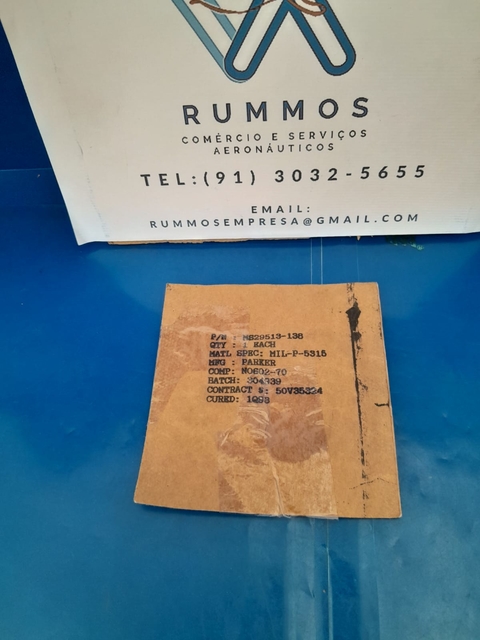 RUMMOS
COMÉRCIO E SERVIÇOS
AERONÁUTICOS
TEL:(91) 3032-5655
EMAIL:
RUMMOSEMPRESA@GMAIL.COM
P/N : MS29513-138
QTY : 1 EACH
MATL SPEC: MIL-P-5315
MFG : PARKER
COMP: N0602-70
BATCH: 304939
CONTRACT #: 50V35324
CURED: 1Q98